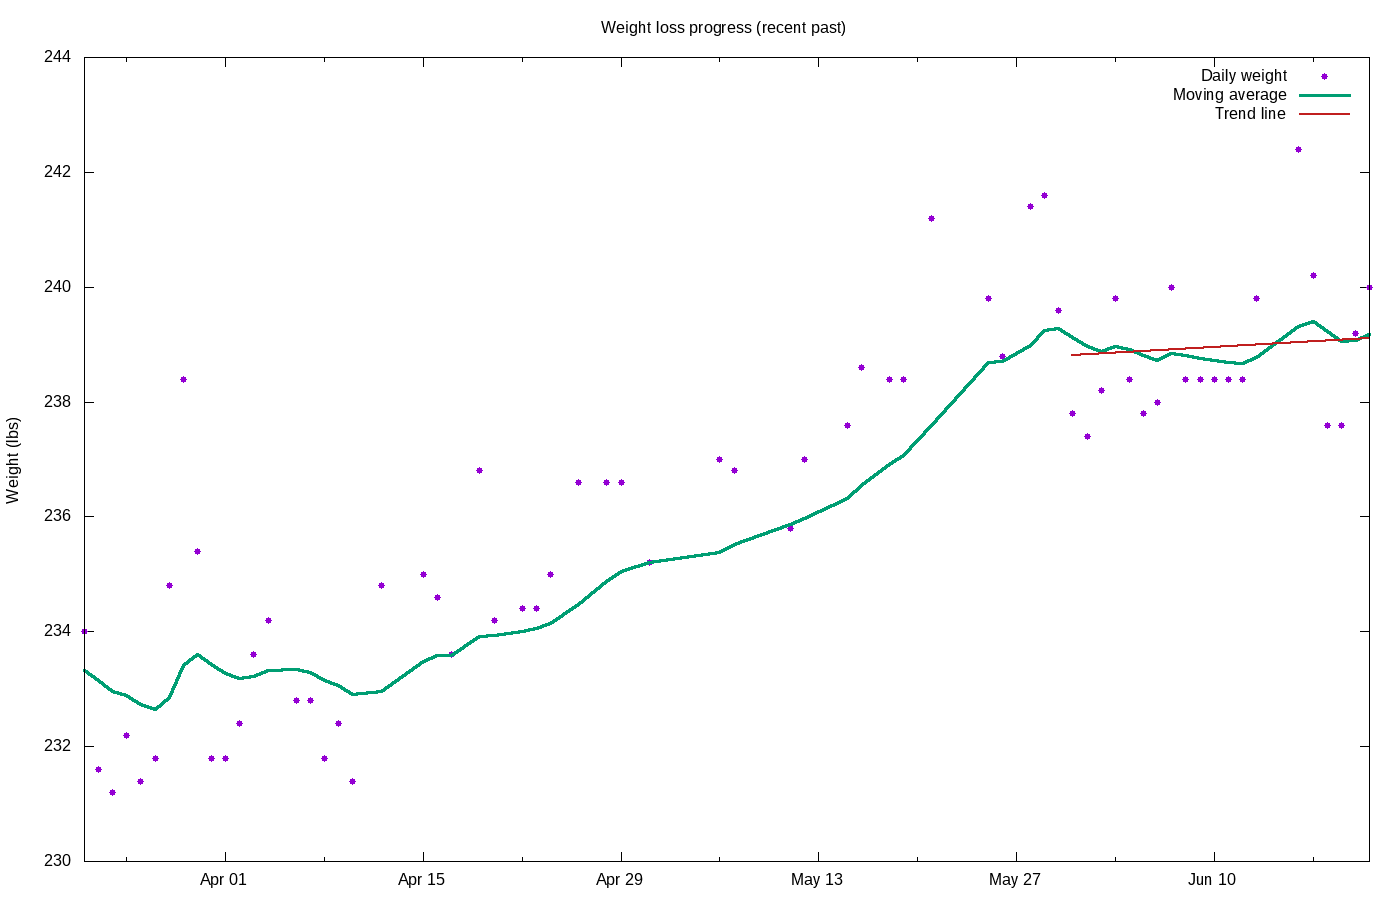 Weight loss progress (recent past)
244
242
240
238
236
234
232
230
Weight (lbs)
Daily weight
Moving average
Trend line
Apr 01
Apr 15
Apr 29
May 13
May 27
Jun 10